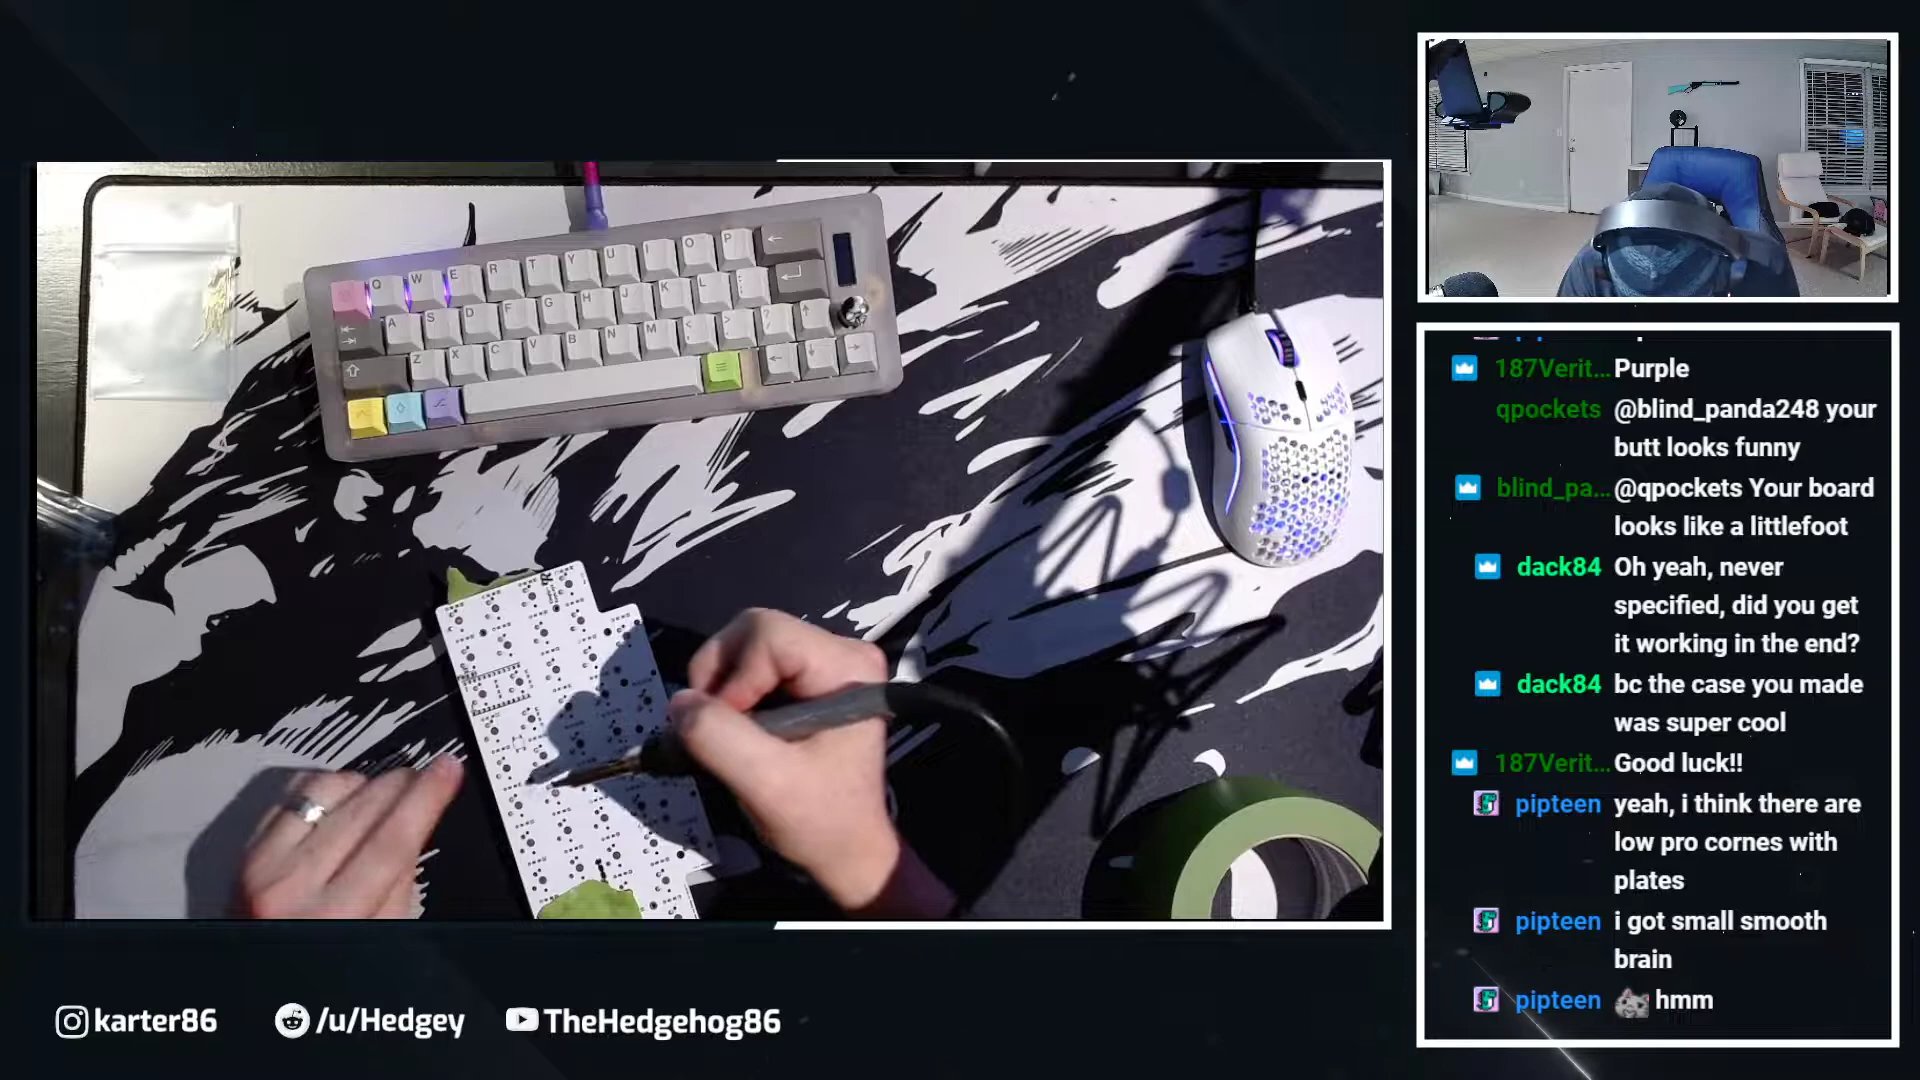 187Verit... Purple
qpockets @blind_panda248 your
butt looks funny
blind_pa... @qpockets Your board
looks like a littlefoot
dack84 Oh yeah, never
specified, did you get
it working in the end?
dack84 bc the case you made
was super cool
187Verit... Good luck!!
pipteen yeah, i think there are
low pro cornes with
plates
pipteen i got small smooth
brain
pipteen hmm
Q W E R T Y U I O P ←
A S D F G H J K L : ;
Z X C V B N M < > ? /
karter86 /u/Hedgey TheHedgehog86